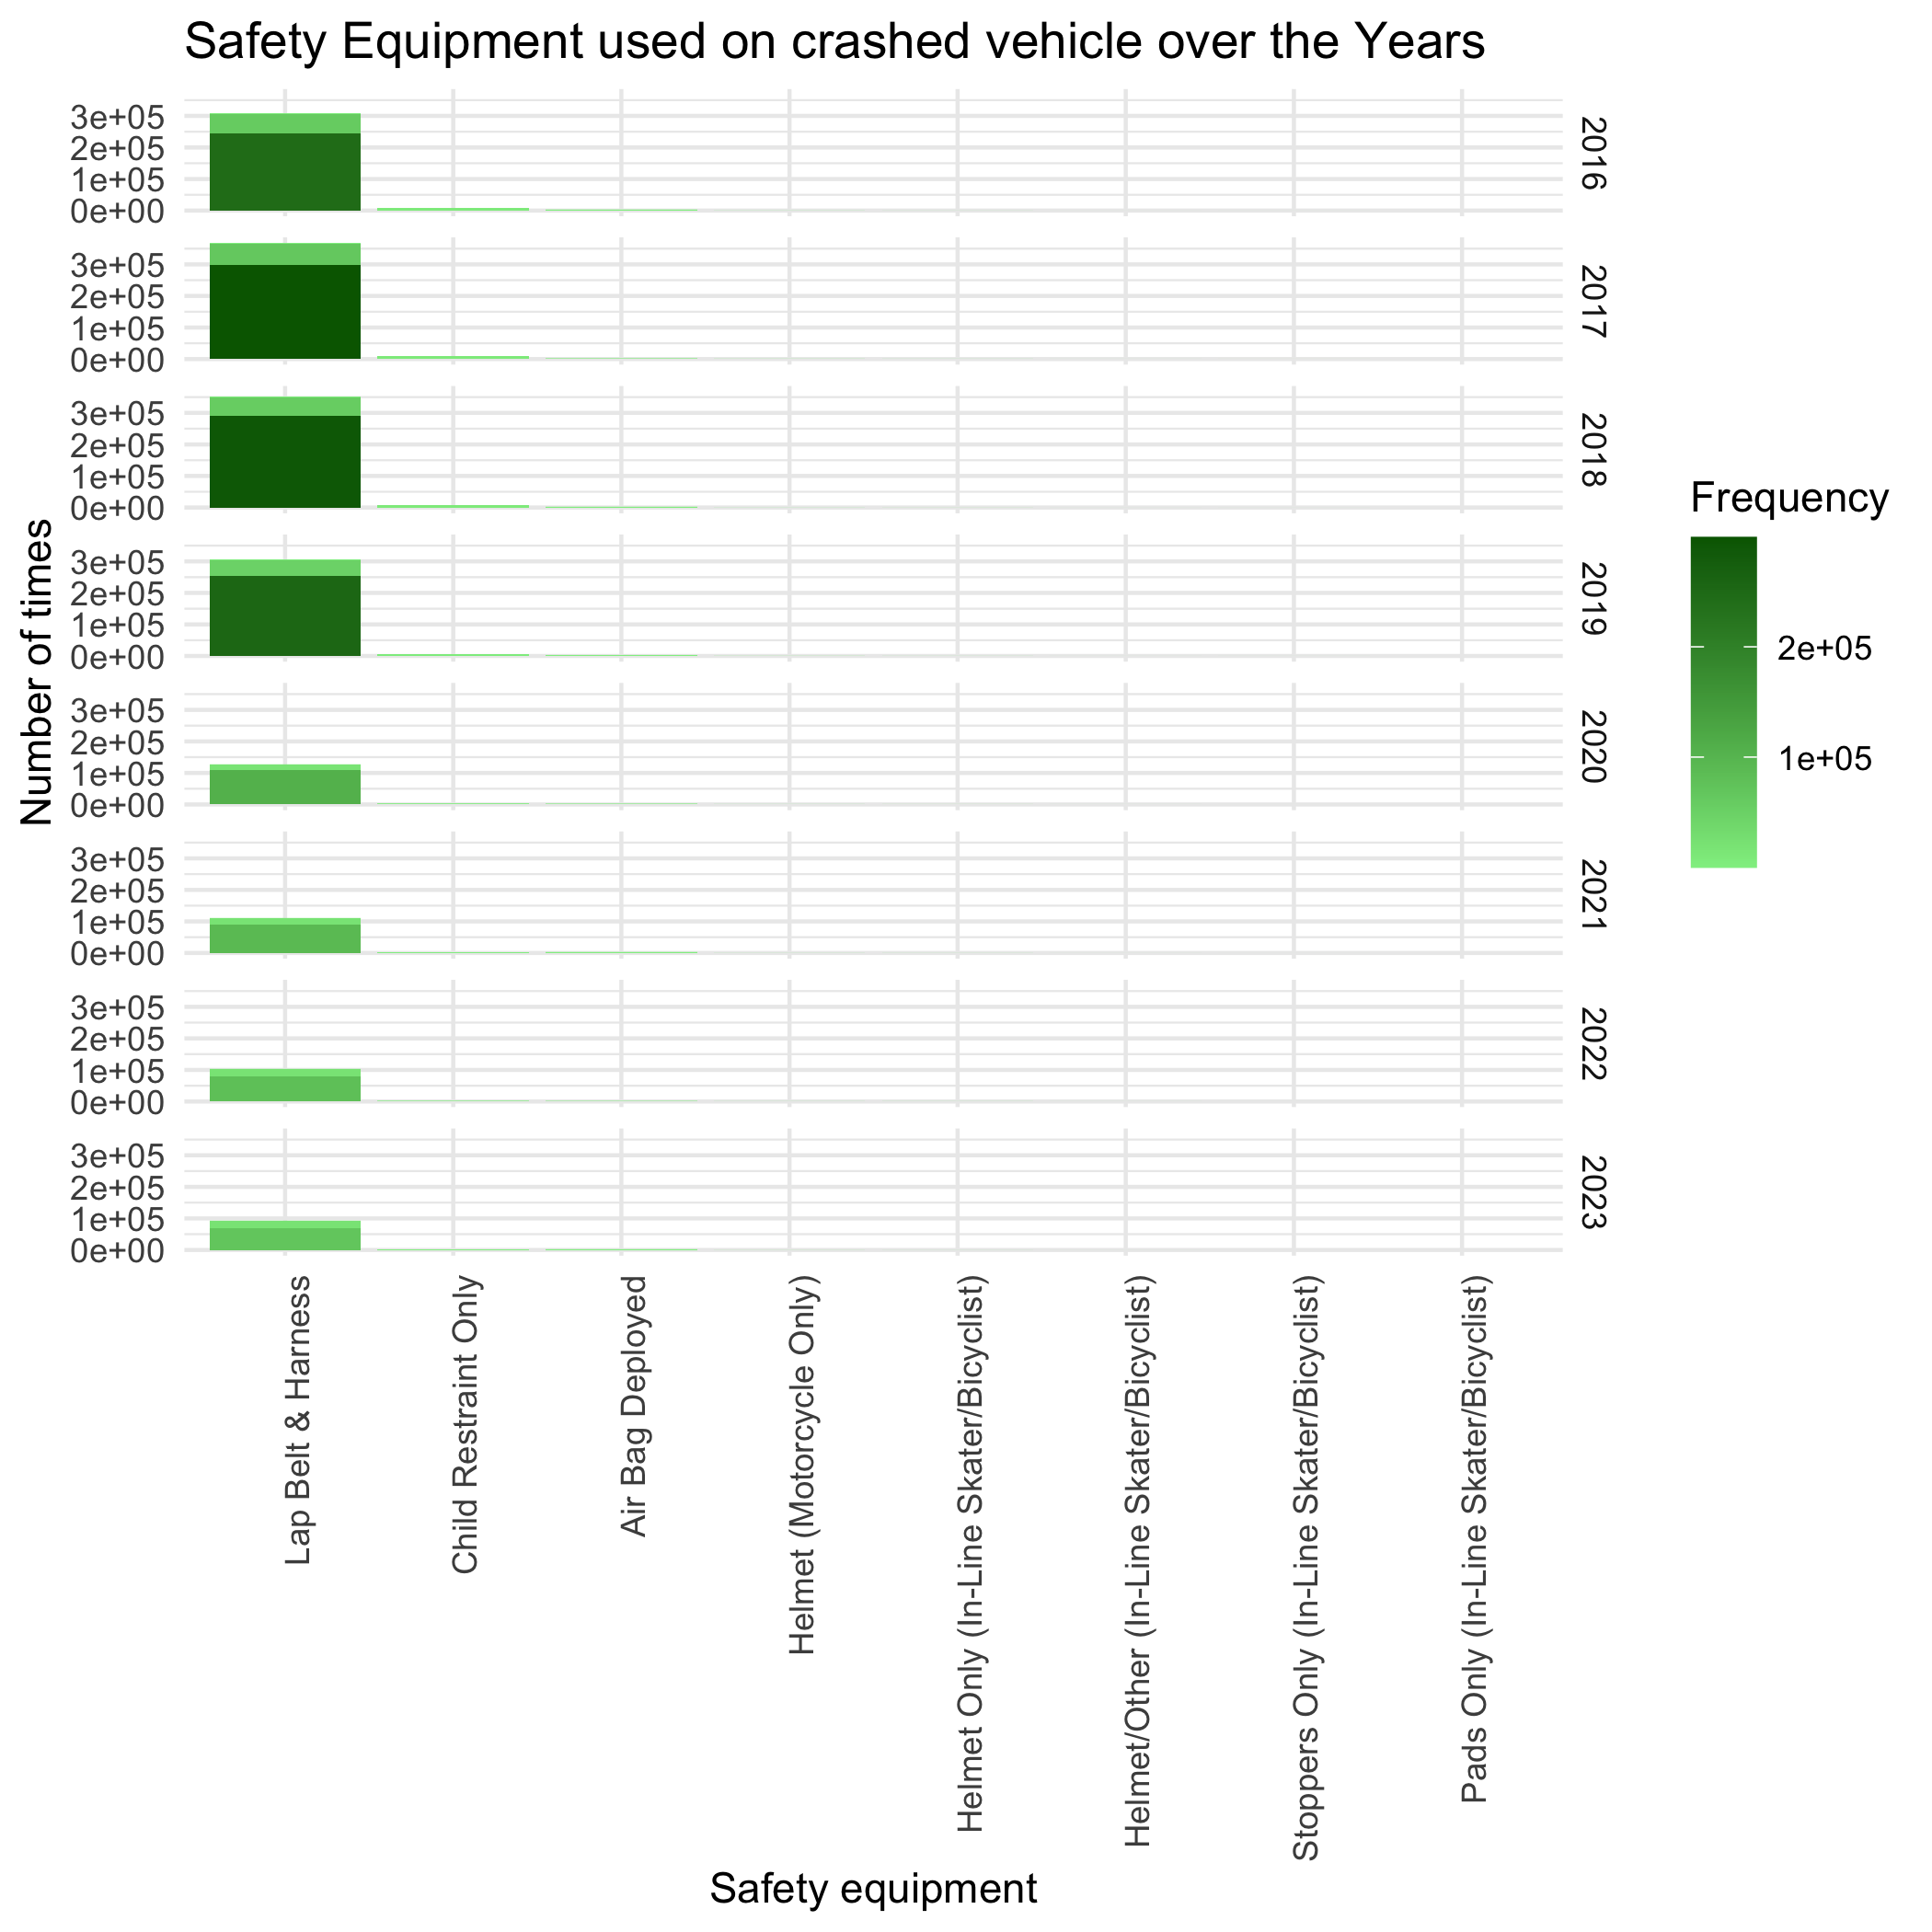 Safety Equipment used on crashed vehicle over the Years
Number of times
3e+05
2e+05
1e+05
0e+00
2016
3e+05
2e+05
1e+05
0e+00
2017
3e+05
2e+05
1e+05
0e+00
2018
3e+05
2e+05
1e+05
0e+00
2019
3e+05
2e+05
1e+05
0e+00
2020
3e+05
2e+05
1e+05
0e+00
2021
3e+05
2e+05
1e+05
0e+00
2022
3e+05
2e+05
1e+05
0e+00
2023
Lap Belt & Harness
Child Restraint Only
Air Bag Deployed
Helmet (Motorcycle Only)
Helmet Only (In-Line Skater/Bicyclist)
Helmet/Other (In-Line Skater/Bicyclist)
Stoppers Only (In-Line Skater/Bicyclist)
Pads Only (In-Line Skater/Bicyclist)
Safety equipment
Frequency
2e+05
1e+05